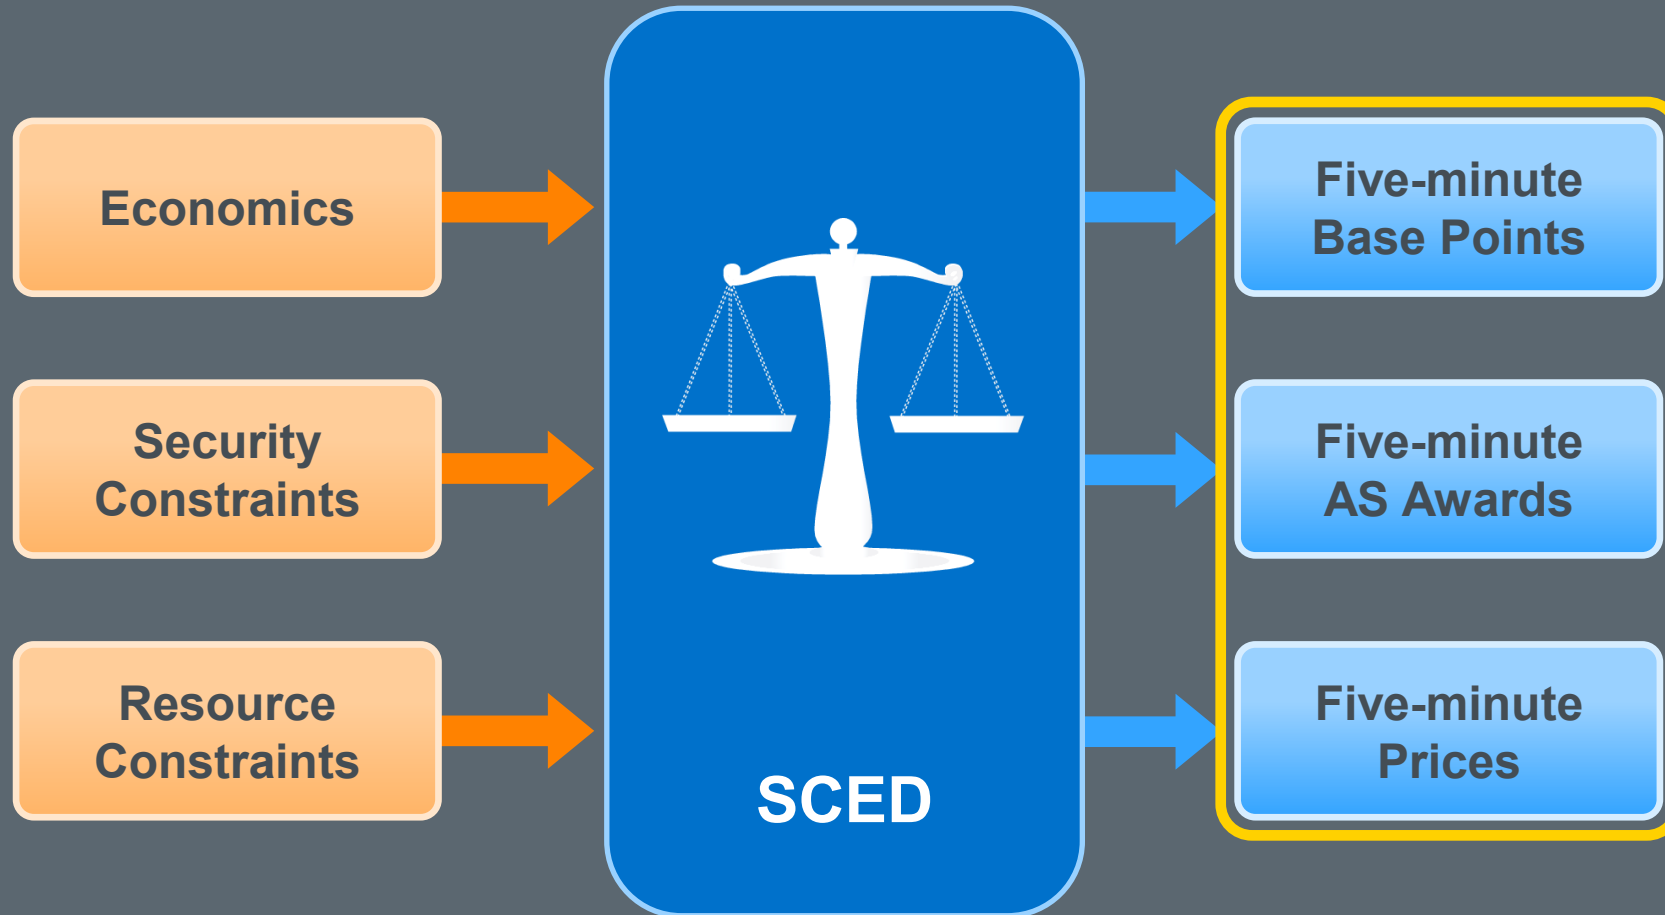 Economics
Security
Constraints
Resource
Constraints
SCED
Five-minute
Base Points
Five-minute
AS Awards
Five-minute
Prices